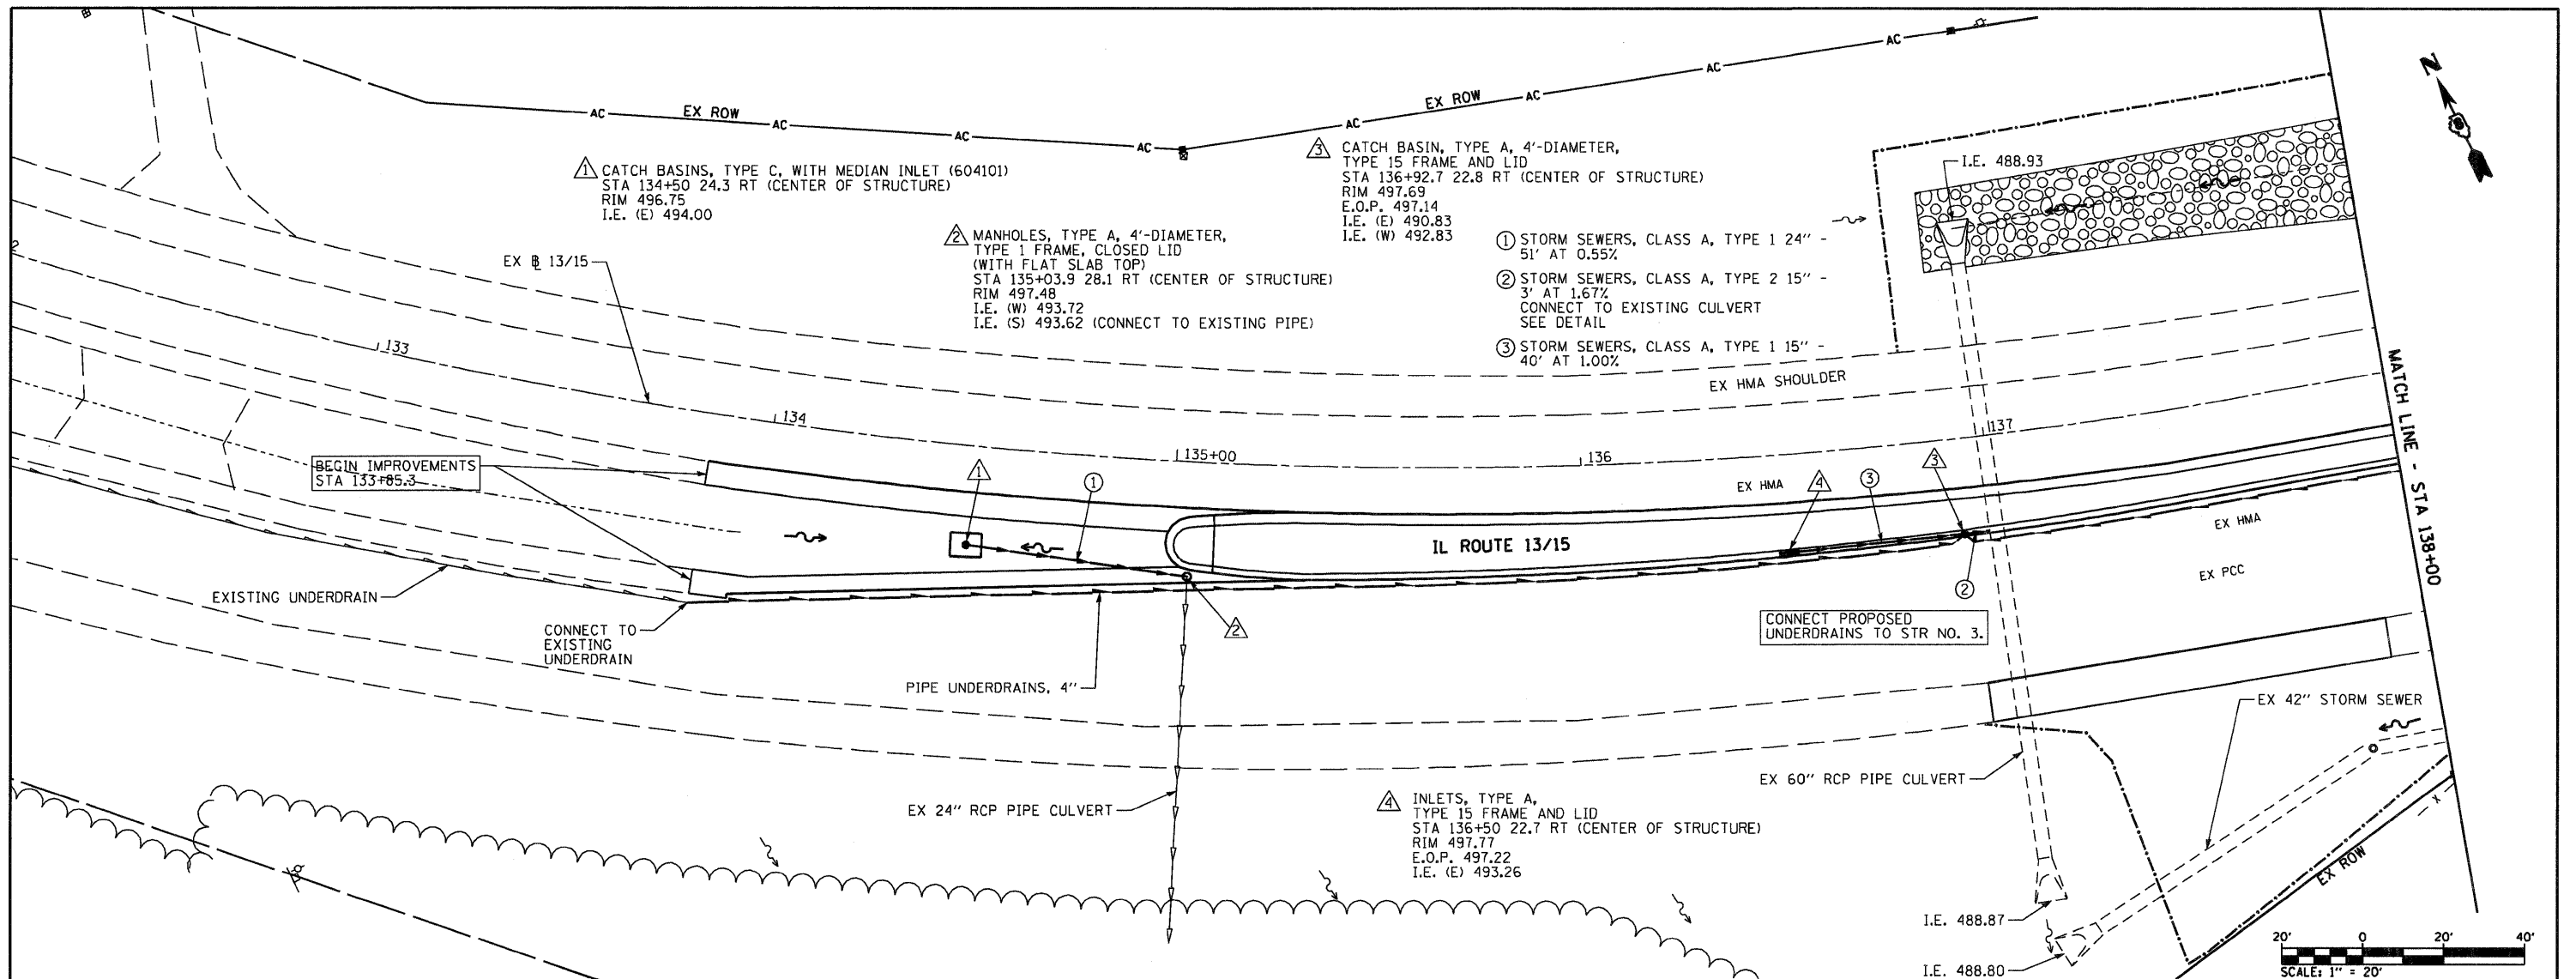 AC
EX ROW
AC
AC
AC
AC
EX ROW
AC
AC
AC
N
△1 CATCH BASINS, TYPE C, WITH MEDIAN INLET (604101)
STA 134+50 24.3 RT (CENTER OF STRUCTURE)
RIM 496.75
I.E. (E) 494.00
△2 MANHOLES, TYPE A, 4'-DIAMETER,
TYPE 1 FRAME, CLOSED LID
(WITH FLAT SLAB TOP)
STA 135+03.9 28.1 RT (CENTER OF STRUCTURE)
RIM 497.48
I.E. (W) 493.72
I.E. (S) 493.62 (CONNECT TO EXISTING PIPE)
△3 CATCH BASIN, TYPE A, 4'-DIAMETER,
TYPE 15 FRAME AND LID
STA 136+92.7 22.8 RT (CENTER OF STRUCTURE)
RIM 497.69
E.O.P. 497.14
I.E. (E) 490.83
I.E. (W) 492.83
① STORM SEWERS, CLASS A, TYPE 1 24" -
51' AT 0.55%
② STORM SEWERS, CLASS A, TYPE 2 15" -
3' AT 1.67%
CONNECT TO EXISTING CULVERT
SEE DETAIL
③ STORM SEWERS, CLASS A, TYPE 1 15" -
40' AT 1.00%
I.E. 488.93
EX ℄ 13/15
2
133
134
135+00
136
137
EX HMA SHOULDER
MATCH LINE - STA 138+00
BEGIN IMPROVEMENTS
STA 133+85.3
1
①
EX HMA
4
③
3
IL ROUTE 13/15
EX HMA
EX PCC
EXISTING UNDERDRAIN
CONNECT TO
EXISTING
UNDERDRAIN
2
②
CONNECT PROPOSED
UNDERDRAINS TO STR NO. 3.
PIPE UNDERDRAINS, 4"
EX 42" STORM SEWER
EX 24" RCP PIPE CULVERT
EX 60" RCP PIPE CULVERT
△4 INLETS, TYPE A,
TYPE 15 FRAME AND LID
STA 136+50 22.7 RT (CENTER OF STRUCTURE)
RIM 497.77
E.O.P. 497.22
I.E. (E) 493.26
X
EX ROW
I.E. 488.87
I.E. 488.80
20' 0 20' 40'
SCALE: 1" = 20'